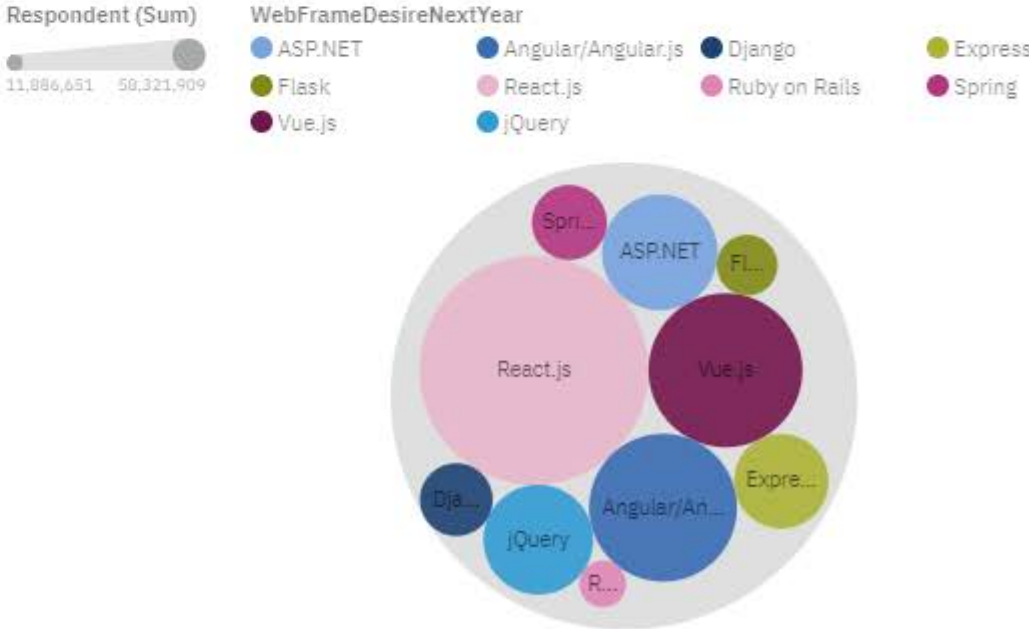 Respondent (Sum)
11,886,651 58,321,909
WebFrameDesireNextYear
ASP.NET Angular/Angular.js Django Express
Flask React.js Ruby on Rails Spring
Vue.js jQuery
Spri...
ASP.NET
Fl...
React.js
Vue.js
Expre...
Dja...
Angular/An...
jQuery
R...